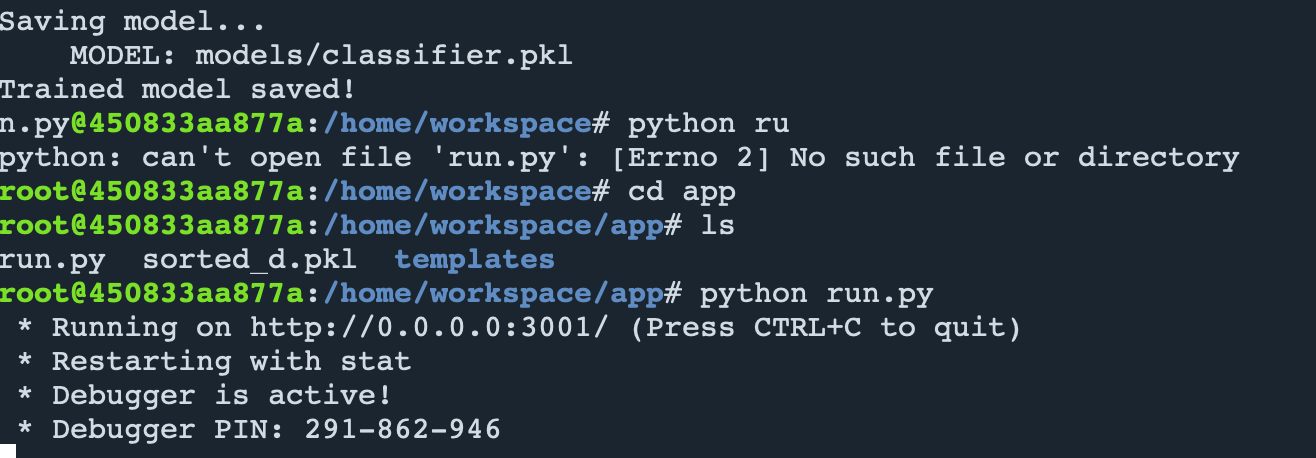 Saving model...
MODEL: models/classifier.pkl
Trained model saved!
n.py@450833aa877a:/home/workspace# python ru
python: can't open file 'run.py': [Errno 2] No such file or directory
root@450833aa877a:/home/workspace# cd app
root@450833aa877a:/home/workspace/app# ls
run.py  sorted_d.pkl  templates
root@450833aa877a:/home/workspace/app# python run.py
 * Running on http://0.0.0.0:3001/ (Press CTRL+C to quit)
 * Restarting with stat
 * Debugger is active!
 * Debugger PIN: 291-862-946